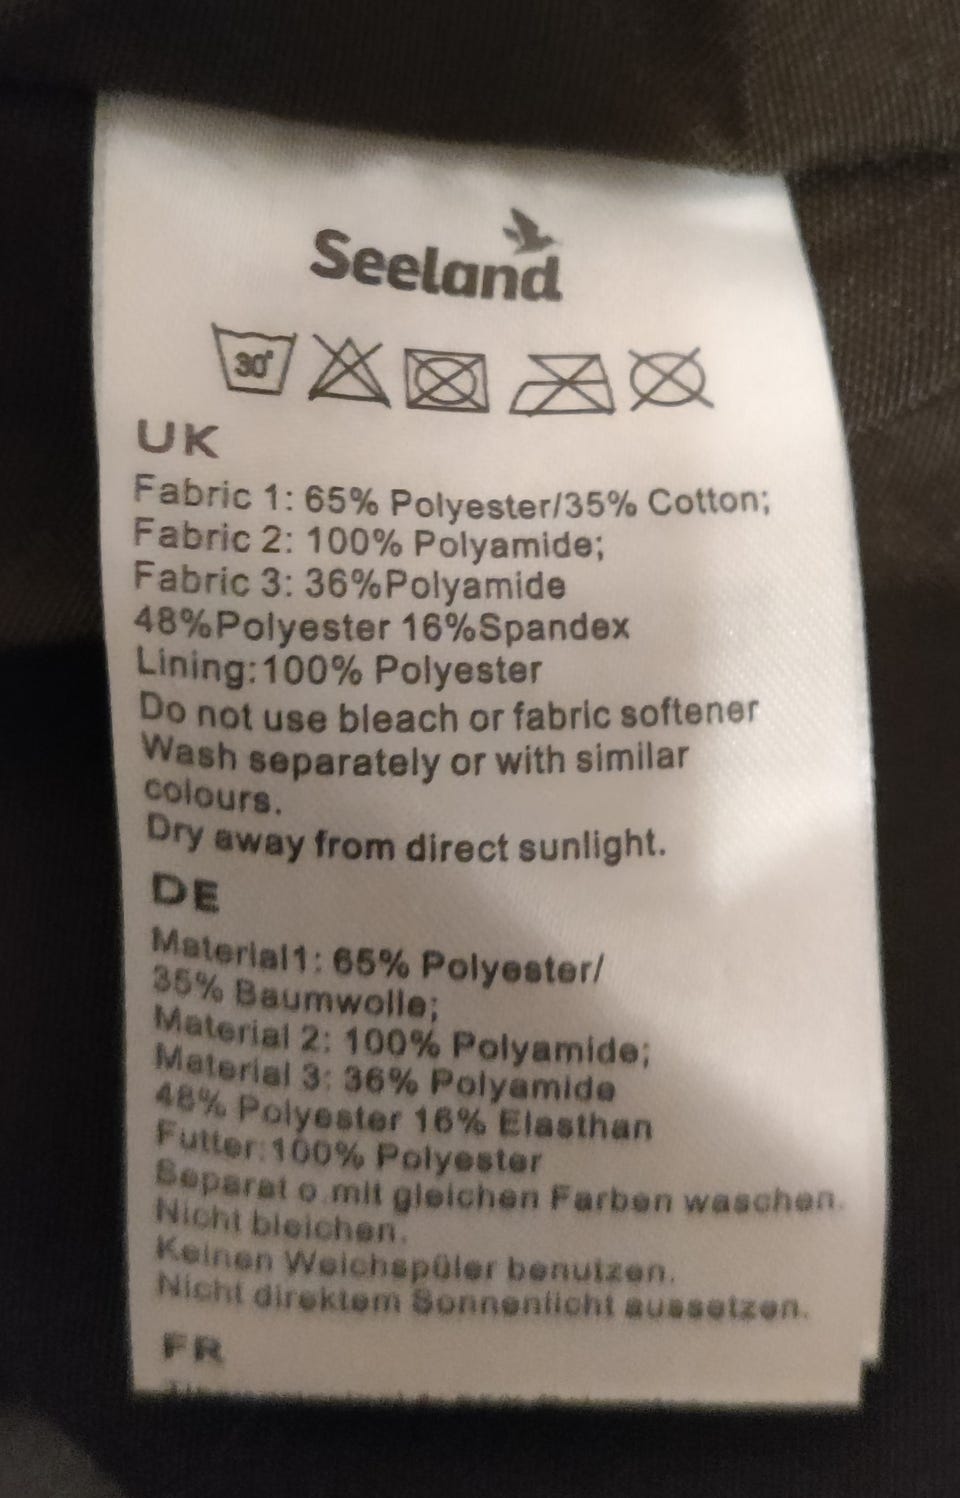 Seeland
30°
UK
Fabric 1: 65% Polyester/35% Cotton;
Fabric 2: 100% Polyamide;
Fabric 3: 36%Polyamide
48%Polyester 16%Spandex
Lining:100% Polyester
Do not use bleach or fabric softener
Wash separately or with similar
colours.
Dry away from direct sunlight.
DE
Material1: 65% Polyester/
35% Baumwolle;
Material 2: 100% Polyamide;
Material 3: 36% Polyamide
48% Polyester 16% Elasthan
Futter:100% Polyester
Separat o.mit gleichen Farben waschen.
Nicht bleichen.
Keinen Weichspüler benutzen.
Nicht direktem Sonnenlicht aussetzen.
FR